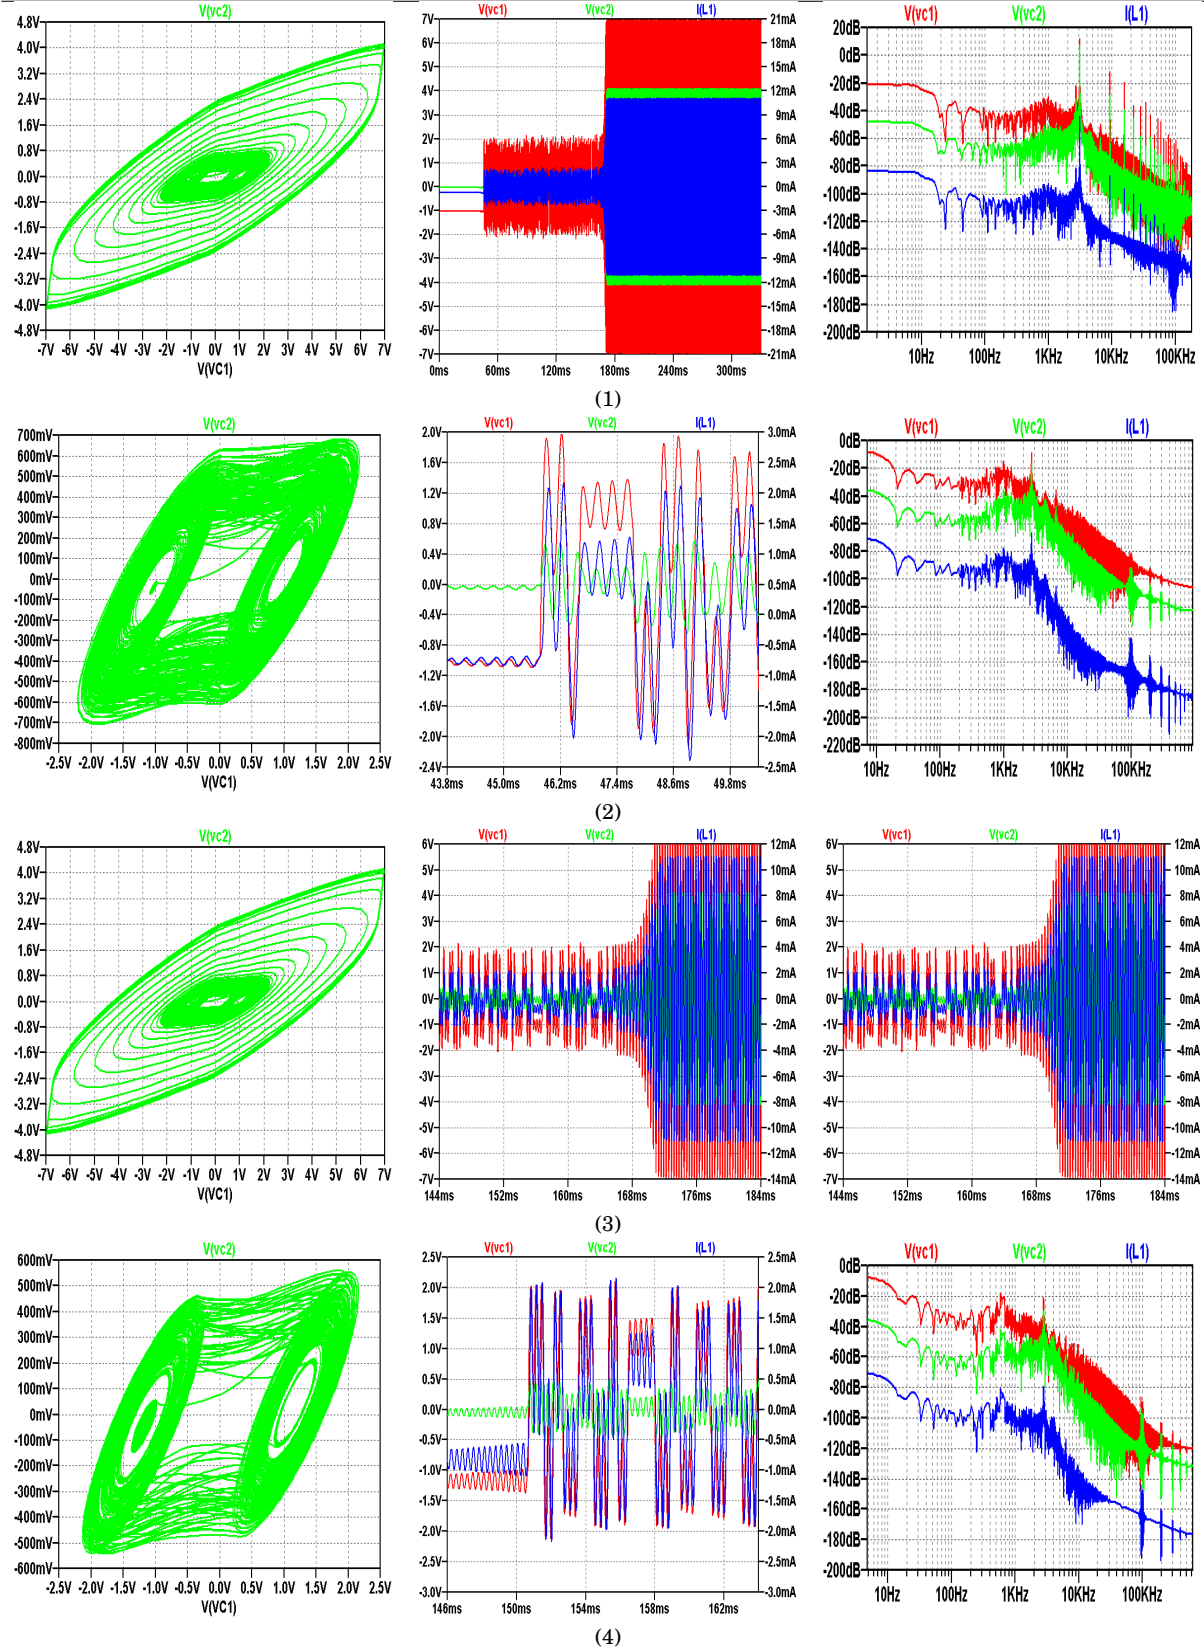 V(vc2)
4.8V
4.0V
3.2V
2.4V
1.6V
0.8V
0.0V
-0.8V
-1.6V
-2.4V
-3.2V
-4.0V
-4.8V
-7V -6V -5V -4V -3V -2V -1V 0V 1V 2V 3V 4V 5V 6V 7V
V(VC1)
V(vc1) V(vc2) I(L1)
7V 21mA
6V 18mA
5V 15mA
4V 12mA
3V 9mA
2V 6mA
1V 3mA
0V 0mA
-1V -3mA
-2V -6mA
-3V -9mA
-4V -12mA
-5V -15mA
-6V -18mA
-7V -21mA
0ms 60ms 120ms 180ms 240ms 300ms
V(vc1) V(vc2) I(L1)
20dB
0dB
-20dB
-40dB
-60dB
-80dB
-100dB
-120dB
-140dB
-160dB
-180dB
-200dB
10Hz 100Hz 1KHz 10KHz 100KHz
(1)
V(vc2)
700mV
600mV
500mV
400mV
300mV
200mV
100mV
0mV
-100mV
-200mV
-300mV
-400mV
-500mV
-600mV
-700mV
-800mV
-2.5V -2.0V -1.5V -1.0V -0.5V 0.0V 0.5V 1.0V 1.5V 2.0V 2.5V
V(VC1)
V(vc1) V(vc2) I(L1)
2.0V 3.0mA
1.6V 2.5mA
1.2V 2.0mA
0.8V 1.5mA
0.4V 1.0mA
0.0V 0.5mA
-0.4V 0.0mA
-0.8V -0.5mA
-1.2V -1.0mA
-1.6V -1.5mA
-2.0V -2.0mA
-2.4V -2.5mA
43.8ms 45.0ms 46.2ms 47.4ms 48.6ms 49.8ms
V(vc1) V(vc2) I(L1)
0dB
-20dB
-40dB
-60dB
-80dB
-100dB
-120dB
-140dB
-160dB
-180dB
-200dB
-220dB
10Hz 100Hz 1KHz 10KHz 100KHz
(2)
V(vc2)
4.8V
4.0V
3.2V
2.4V
1.6V
0.8V
0.0V
-0.8V
-1.6V
-2.4V
-3.2V
-4.0V
-4.8V
-7V -6V -5V -4V -3V -2V -1V 0V 1V 2V 3V 4V 5V 6V 7V
V(VC1)
V(vc1) V(vc2) I(L1)
6V 12mA
5V 10mA
4V 8mA
3V 6mA
2V 4mA
1V 2mA
0V 0mA
-1V -2mA
-2V -4mA
-3V -6mA
-4V -8mA
-5V -10mA
-6V -12mA
-7V -14mA
144ms 152ms 160ms 168ms 176ms 184ms
V(vc1) V(vc2) I(L1)
6V 12mA
5V 10mA
4V 8mA
3V 6mA
2V 4mA
1V 2mA
0V 0mA
-1V -2mA
-2V -4mA
-3V -6mA
-4V -8mA
-5V -10mA
-6V -12mA
-7V -14mA
144ms 152ms 160ms 168ms 176ms 184ms
(3)
V(vc2)
600mV
500mV
400mV
300mV
200mV
100mV
0mV
-100mV
-200mV
-300mV
-400mV
-500mV
-600mV
-2.5V -2.0V -1.5V -1.0V -0.5V 0.0V 0.5V 1.0V 1.5V 2.0V 2.5V
V(VC1)
V(vc1) V(vc2) I(L1)
2.5V 2.5mA
2.0V 2.0mA
1.5V 1.5mA
1.0V 1.0mA
0.5V 0.5mA
0.0V 0.0mA
-0.5V -0.5mA
-1.0V -1.0mA
-1.5V -1.5mA
-2.0V -2.0mA
-2.5V -2.5mA
-3.0V -3.0mA
146ms 150ms 154ms 158ms 162ms
V(vc1) V(vc2) I(L1)
0dB
-20dB
-40dB
-60dB
-80dB
-100dB
-120dB
-140dB
-160dB
-180dB
-200dB
10Hz 100Hz 1KHz 10KHz 100KHz
(4)